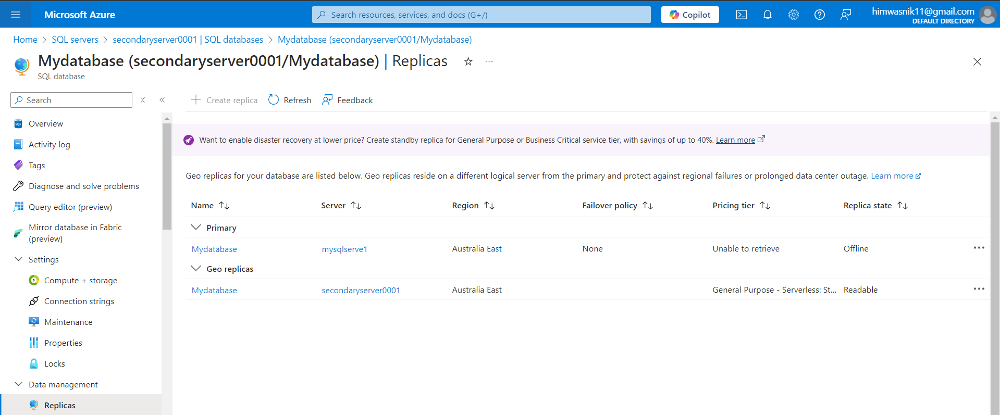 Microsoft Azure
Search resources, services, and docs (G+/)
Copilot
himwasnik11@gmail.com
DEFAULT DIRECTORY
Home > SQL servers > secondaryserver0001 | SQL databases > Mydatabase (secondaryserver0001/Mydatabase)
Mydatabase (secondaryserver0001/Mydatabase) | Replicas
SQL database
Search
Create replica
Refresh
Feedback
Overview
Activity log
Tags
Diagnose and solve problems
Query editor (preview)
Mirror database in Fabric
(preview)
Settings
Compute + storage
Connection strings
Maintenance
Properties
Locks
Data management
Replicas
Want to enable disaster recovery at lower price? Create standby replica for General Purpose or Business Critical service tier, with savings of up to 40%. Learn more
Geo replicas for your database are listed below. Geo replicas reside on a different logical server from the primary and protect against regional failures or prolonged data center outage. Learn more
Name Server Region Failover policy Pricing tier Replica state
Primary
Mydatabase mysqlserve1 Australia East None Unable to retrieve Offline
Geo replicas
Mydatabase secondaryserver0001 Australia East General Purpose - Serverless: St... Readable